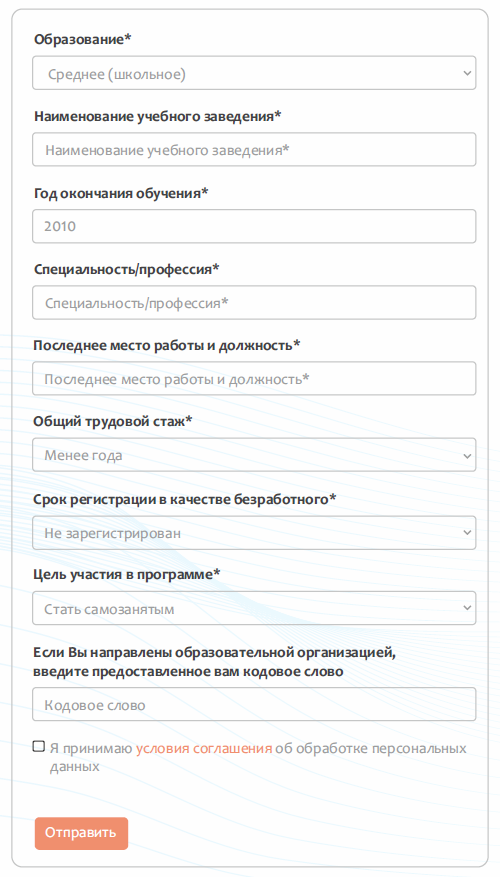 Образование*
Среднее (школьное)
Наименование учебного заведения*
Наименование учебного заведения*
Год окончания обучения*
2010
Специальность/профессия*
Специальность/профессия*
Последнее место работы и должность*
Последнее место работы и должность*
Общий трудовой стаж*
Менее года
Срок регистрации в качестве безработного*
Не зарегистрирован
Цель участия в программе*
Стать самозанятым
Если Вы направлены образовательной организацией,
введите предоставленное вам кодовое слово
Кодовое слово
Я принимаю условия соглашения об обработке персональных
данных
Отправить